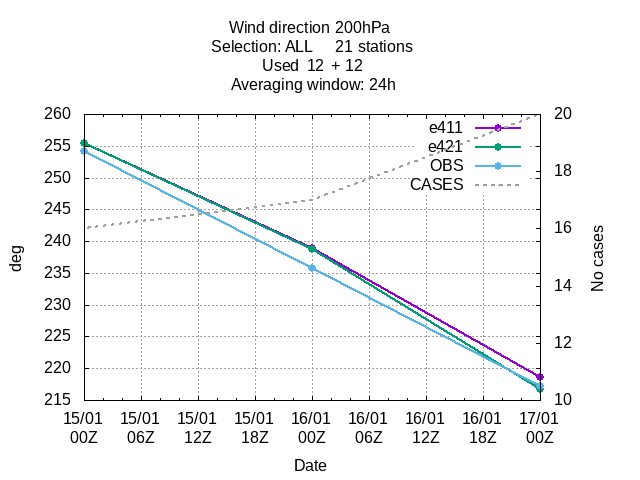 Wind direction 200hPa
Selection: ALL 21 stations
Used 12 + 12
Averaging window: 24h
260 20
e411
e421
OBS
CASES
255
250 18
245
240 16
235
230 14
225
220 12
215 10
deg
No cases
15/01 15/01 15/01 15/01 16/01 16/01 16/01 16/01 17/01
00Z 06Z 12Z 18Z 00Z 06Z 12Z 18Z 00Z
Date